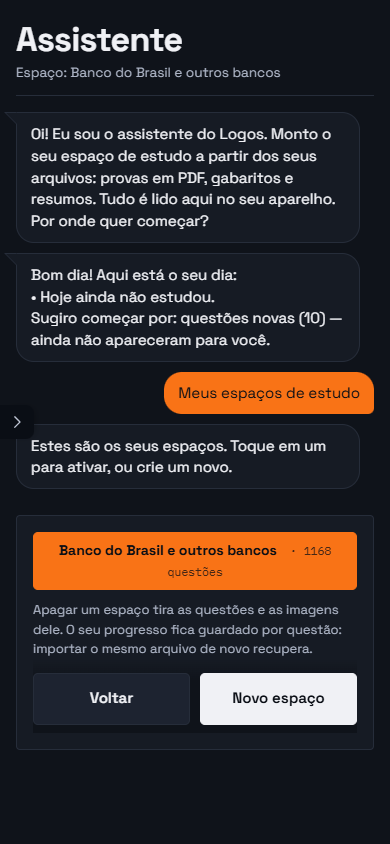 Assistente
Espaço: Banco do Brasil e outros bancos
Oi! Eu sou o assistente do Logos. Monto o
seu espaço de estudo a partir dos seus
arquivos: provas em PDF, gabaritos e
resumos. Tudo é lido aqui no seu aparelho.
Por onde quer começar?
Bom dia! Aqui está o seu dia:
• Hoje ainda não estudou.
Sugiro começar por: questões novas (10) —
ainda não apareceram para você.
Meus espaços de estudo
Estes são os seus espaços. Toque em um
para ativar, ou crie um novo.
Banco do Brasil e outros bancos · 1168
questões
Apagar um espaço tira as questões e as imagens
dele. O seu progresso fica guardado por questão:
importar o mesmo arquivo de novo recupera.
Voltar
Novo espaço